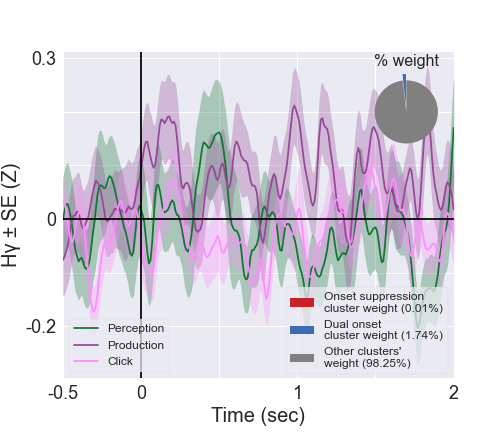 % weight
0.3
0
-0.2
Hγ ± SE (Z)
Perception
Production
Click
Onset suppression
cluster weight (0.01%)
Dual onset
cluster weight (1.74%)
Other clusters'
weight (98.25%)
-0.5
0
1
2
Time (sec)